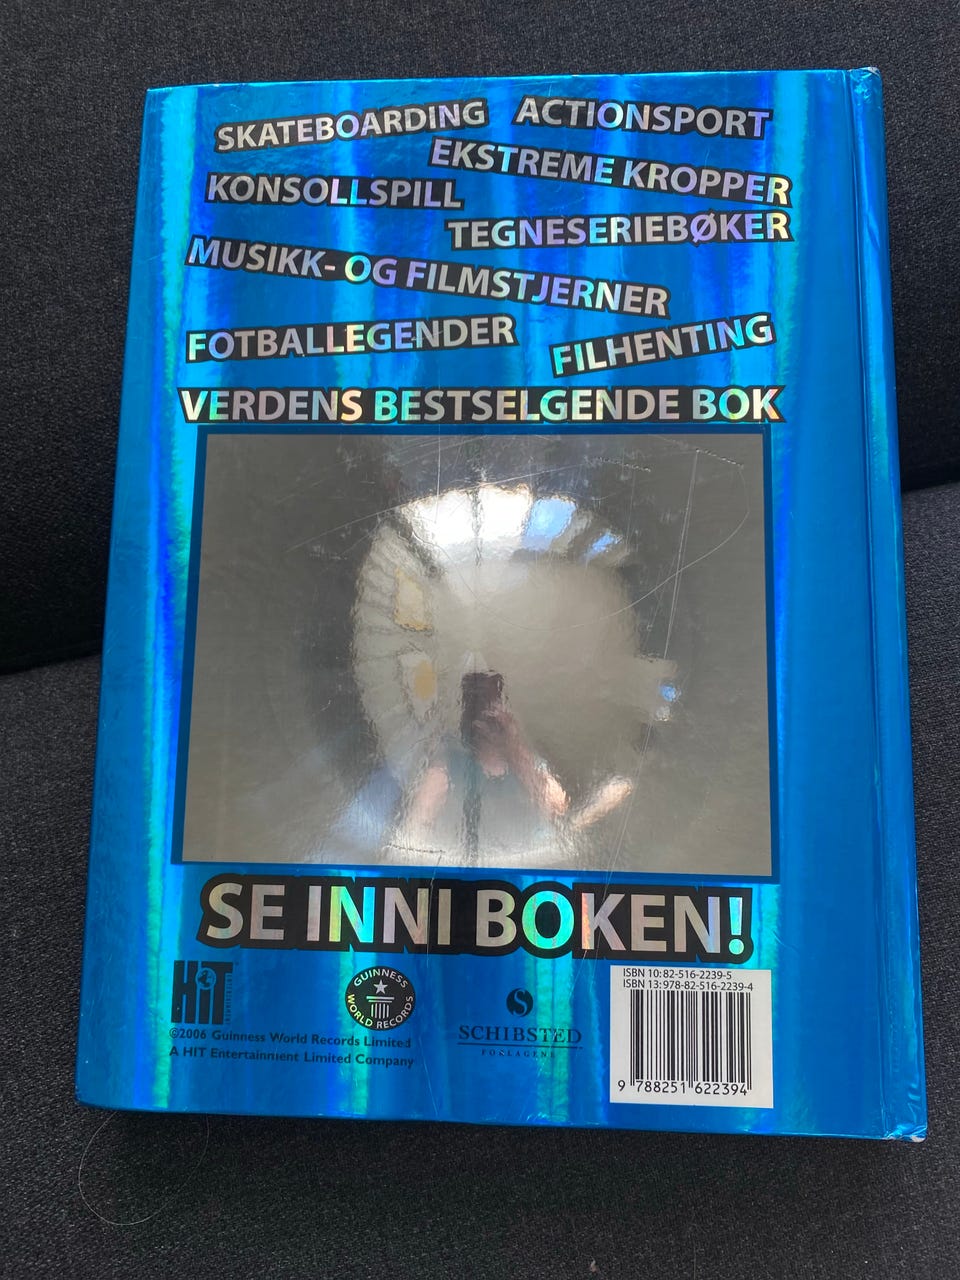 SKATEBOARDING ACTIONSPORT
EKSTREME KROPPER
KONSOLLSPILL
TEGNESERIEBØKER
MUSIKK- OG FILMSTJERNER
FOTBALLEGENDER
FILHENTING
VERDENS BESTSELGENDE BOK
SE INNI BOKEN!
HIT
ENTERTAINMENT
©2006 Guinness World Records Limited
A HIT Entertainment Limited Company
GUINNESS
WORLD RECORDS
S
SCHIBSTED
FORLAGENE
ISBN 10: 82-516-2239-5
ISBN 13: 978-82-516-2239-4
9 788251 622394